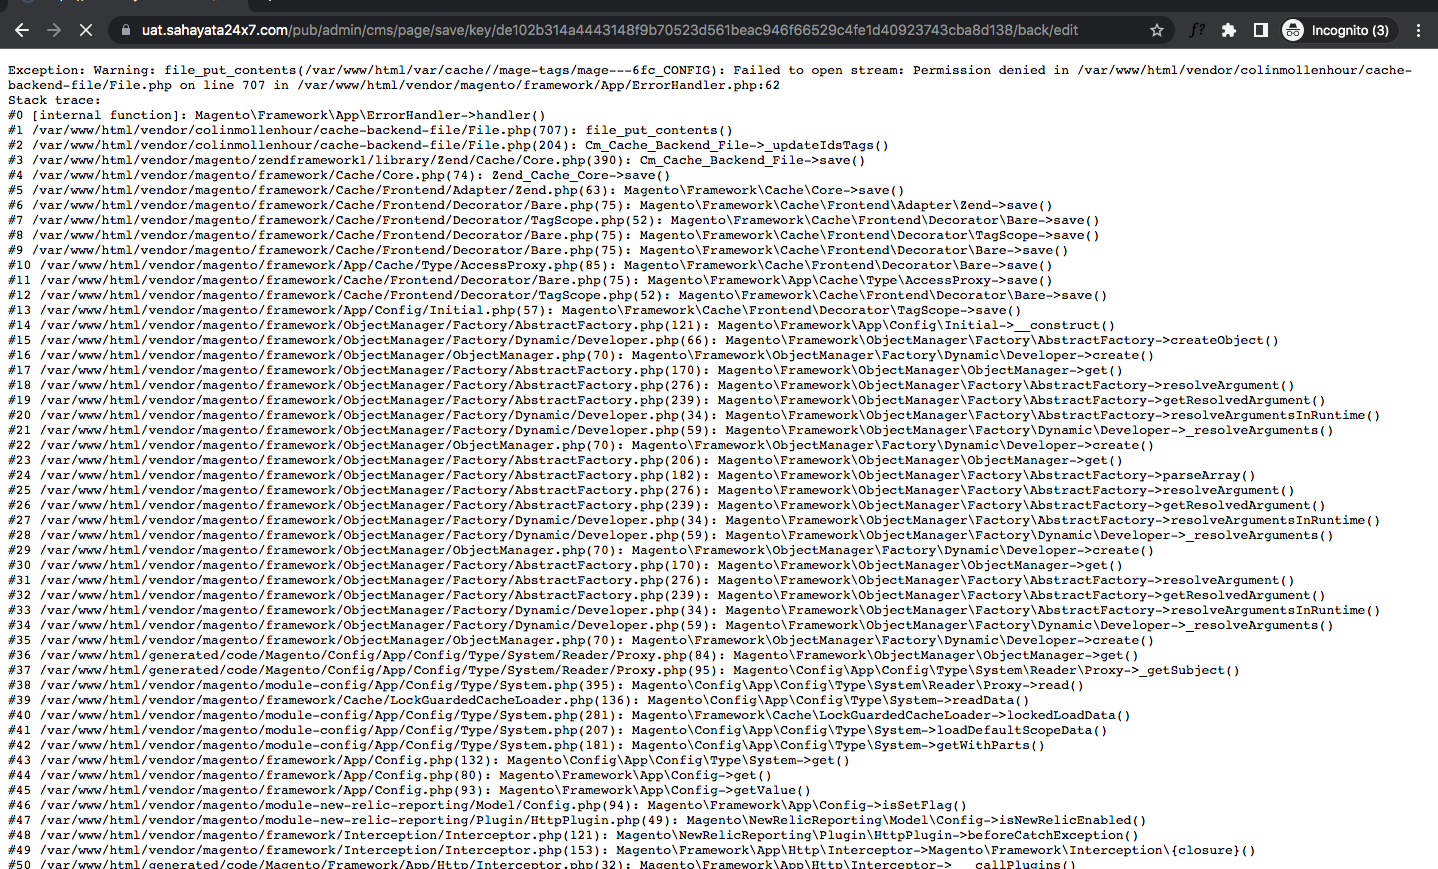 uat.sahayata24x7.com/pub/admin/cms/page/save/key/de102b314a4443148f9b70523d561beac946f66529c4fe1d40923743cba8d138/back/edit
f?
Incognito (3)
Exception: Warning: file_put_contents(/var/www/html/var/cache//mage-tags/mage---6fc_CONFIG): Failed to open stream: Permission denied in /var/www/html/vendor/colinmollenhour/cache-
backend-file/File.php on line 707 in /var/www/html/vendor/magento/framework/App/ErrorHandler.php:62
Stack trace:
#0 [internal function]: Magento\Framework\App\ErrorHandler->handler()
#1 /var/www/html/vendor/colinmollenhour/cache-backend-file/File.php(707): file_put_contents()
#2 /var/www/html/vendor/colinmollenhour/cache-backend-file/File.php(204): Cm_Cache_Backend_File->_updateIdsTags()
#3 /var/www/html/vendor/magento/zendframework1/library/Zend/Cache/Core.php(390): Cm_Cache_Backend_File->save()
#4 /var/www/html/vendor/magento/framework/Cache/Core.php(74): Zend_Cache_Core->save()
#5 /var/www/html/vendor/magento/framework/Cache/Frontend/Adapter/Zend.php(63): Magento\Framework\Cache\Core->save()
#6 /var/www/html/vendor/magento/framework/Cache/Frontend/Decorator/Bare.php(75): Magento\Framework\Cache\Frontend\Adapter\Zend->save()
#7 /var/www/html/vendor/magento/framework/Cache/Frontend/Decorator/TagScope.php(52): Magento\Framework\Cache\Frontend\Decorator\Bare->save()
#8 /var/www/html/vendor/magento/framework/Cache/Frontend/Decorator/Bare.php(75): Magento\Framework\Cache\Frontend\Decorator\TagScope->save()
#9 /var/www/html/vendor/magento/framework/Cache/Frontend/Decorator/Bare.php(75): Magento\Framework\Cache\Frontend\Decorator\Bare->save()
#10 /var/www/html/vendor/magento/framework/App/Cache/Type/AccessProxy.php(85): Magento\Framework\Cache\Frontend\Decorator\Bare->save()
#11 /var/www/html/vendor/magento/framework/Cache/Frontend/Decorator/Bare.php(75): Magento\Framework\App\Cache\Type\AccessProxy->save()
#12 /var/www/html/vendor/magento/framework/Cache/Frontend/Decorator/TagScope.php(52): Magento\Framework\Cache\Frontend\Decorator\Bare->save()
#13 /var/www/html/vendor/magento/framework/App/Config/Initial.php(57): Magento\Framework\Cache\Frontend\Decorator\TagScope->save()
#14 /var/www/html/vendor/magento/framework/ObjectManager/Factory/AbstractFactory.php(121): Magento\Framework\App\Config\Initial->__construct()
#15 /var/www/html/vendor/magento/framework/ObjectManager/Factory/Dynamic/Developer.php(66): Magento\Framework\ObjectManager\Factory\AbstractFactory->createObject()
#16 /var/www/html/vendor/magento/framework/ObjectManager/ObjectManager.php(70): Magento\Framework\ObjectManager\Factory\Dynamic\Developer->create()
#17 /var/www/html/vendor/magento/framework/ObjectManager/Factory/AbstractFactory.php(170): Magento\Framework\ObjectManager\ObjectManager->get()
#18 /var/www/html/vendor/magento/framework/ObjectManager/Factory/AbstractFactory.php(276): Magento\Framework\ObjectManager\Factory\AbstractFactory->resolveArgument()
#19 /var/www/html/vendor/magento/framework/ObjectManager/Factory/AbstractFactory.php(239): Magento\Framework\ObjectManager\Factory\AbstractFactory->getResolvedArgument()
#20 /var/www/html/vendor/magento/framework/ObjectManager/Factory/Dynamic/Developer.php(34): Magento\Framework\ObjectManager\Factory\AbstractFactory->resolveArgumentsInRuntime()
#21 /var/www/html/vendor/magento/framework/ObjectManager/Factory/Dynamic/Developer.php(59): Magento\Framework\ObjectManager\Factory\Dynamic\Developer->_resolveArguments()
#22 /var/www/html/vendor/magento/framework/ObjectManager/ObjectManager.php(70): Magento\Framework\ObjectManager\Factory\Dynamic\Developer->create()
#23 /var/www/html/vendor/magento/framework/ObjectManager/Factory/AbstractFactory.php(206): Magento\Framework\ObjectManager\ObjectManager->get()
#24 /var/www/html/vendor/magento/framework/ObjectManager/Factory/AbstractFactory.php(182): Magento\Framework\ObjectManager\Factory\AbstractFactory->parseArray()
#25 /var/www/html/vendor/magento/framework/ObjectManager/Factory/AbstractFactory.php(276): Magento\Framework\ObjectManager\Factory\AbstractFactory->resolveArgument()
#26 /var/www/html/vendor/magento/framework/ObjectManager/Factory/AbstractFactory.php(239): Magento\Framework\ObjectManager\Factory\AbstractFactory->getResolvedArgument()
#27 /var/www/html/vendor/magento/framework/ObjectManager/Factory/Dynamic/Developer.php(34): Magento\Framework\ObjectManager\Factory\AbstractFactory->resolveArgumentsInRuntime()
#28 /var/www/html/vendor/magento/framework/ObjectManager/Factory/Dynamic/Developer.php(59): Magento\Framework\ObjectManager\Factory\Dynamic\Developer->_resolveArguments()
#29 /var/www/html/vendor/magento/framework/ObjectManager/ObjectManager.php(70): Magento\Framework\ObjectManager\Factory\Dynamic\Developer->create()
#30 /var/www/html/vendor/magento/framework/ObjectManager/Factory/AbstractFactory.php(170): Magento\Framework\ObjectManager\ObjectManager->get()
#31 /var/www/html/vendor/magento/framework/ObjectManager/Factory/AbstractFactory.php(276): Magento\Framework\ObjectManager\Factory\AbstractFactory->resolveArgument()
#32 /var/www/html/vendor/magento/framework/ObjectManager/Factory/AbstractFactory.php(239): Magento\Framework\ObjectManager\Factory\AbstractFactory->getResolvedArgument()
#33 /var/www/html/vendor/magento/framework/ObjectManager/Factory/Dynamic/Developer.php(34): Magento\Framework\ObjectManager\Factory\AbstractFactory->resolveArgumentsInRuntime()
#34 /var/www/html/vendor/magento/framework/ObjectManager/Factory/Dynamic/Developer.php(59): Magento\Framework\ObjectManager\Factory\Dynamic\Developer->_resolveArguments()
#35 /var/www/html/vendor/magento/framework/ObjectManager/ObjectManager.php(70): Magento\Framework\ObjectManager\Factory\Dynamic\Developer->create()
#36 /var/www/html/generated/code/Magento/Config/App/Config/Type/System/Reader/Proxy.php(84): Magento\Framework\ObjectManager\ObjectManager->get()
#37 /var/www/html/generated/code/Magento/Config/App/Config/Type/System/Reader/Proxy.php(95): Magento\Config\App\Config\Type\System\Reader\Proxy->_getSubject()
#38 /var/www/html/vendor/magento/module-config/App/Config/Type/System.php(395): Magento\Config\App\Config\Type\System\Reader\Proxy->read()
#39 /var/www/html/vendor/magento/framework/Cache/LockGuardedCacheLoader.php(136): Magento\Config\App\Config\Type\System->readData()
#40 /var/www/html/vendor/magento/module-config/App/Config/Type/System.php(281): Magento\Framework\Cache\LockGuardedCacheLoader->lockedLoadData()
#41 /var/www/html/vendor/magento/module-config/App/Config/Type/System.php(207): Magento\Config\App\Config\Type\System->loadDefaultScopeData()
#42 /var/www/html/vendor/magento/module-config/App/Config/Type/System.php(181): Magento\Config\App\Config\Type\System->getWithParts()
#43 /var/www/html/vendor/magento/framework/App/Config.php(132): Magento\Config\App\Config\Type\System->get()
#44 /var/www/html/vendor/magento/framework/App/Config.php(80): Magento\Framework\App\Config->get()
#45 /var/www/html/vendor/magento/framework/App/Config.php(93): Magento\Framework\App\Config->getValue()
#46 /var/www/html/vendor/magento/module-new-relic-reporting/Model/Config.php(94): Magento\Framework\App\Config->isSetFlag()
#47 /var/www/html/vendor/magento/module-new-relic-reporting/Plugin/HttpPlugin.php(49): Magento\NewRelicReporting\Model\Config->isNewRelicEnabled()
#48 /var/www/html/vendor/magento/framework/Interception/Interceptor.php(121): Magento\NewRelicReporting\Plugin\HttpPlugin->beforeCatchException()
#49 /var/www/html/vendor/magento/framework/Interception/Interceptor.php(153): Magento\Framework\App\Http\Interceptor->Magento\Framework\Interception\{closure}()
#50 /var/www/html/generated/code/Magento/Framework/App/Http/Interceptor.php(32): Magento\Framework\App\Http\Interceptor->___callPlugins()